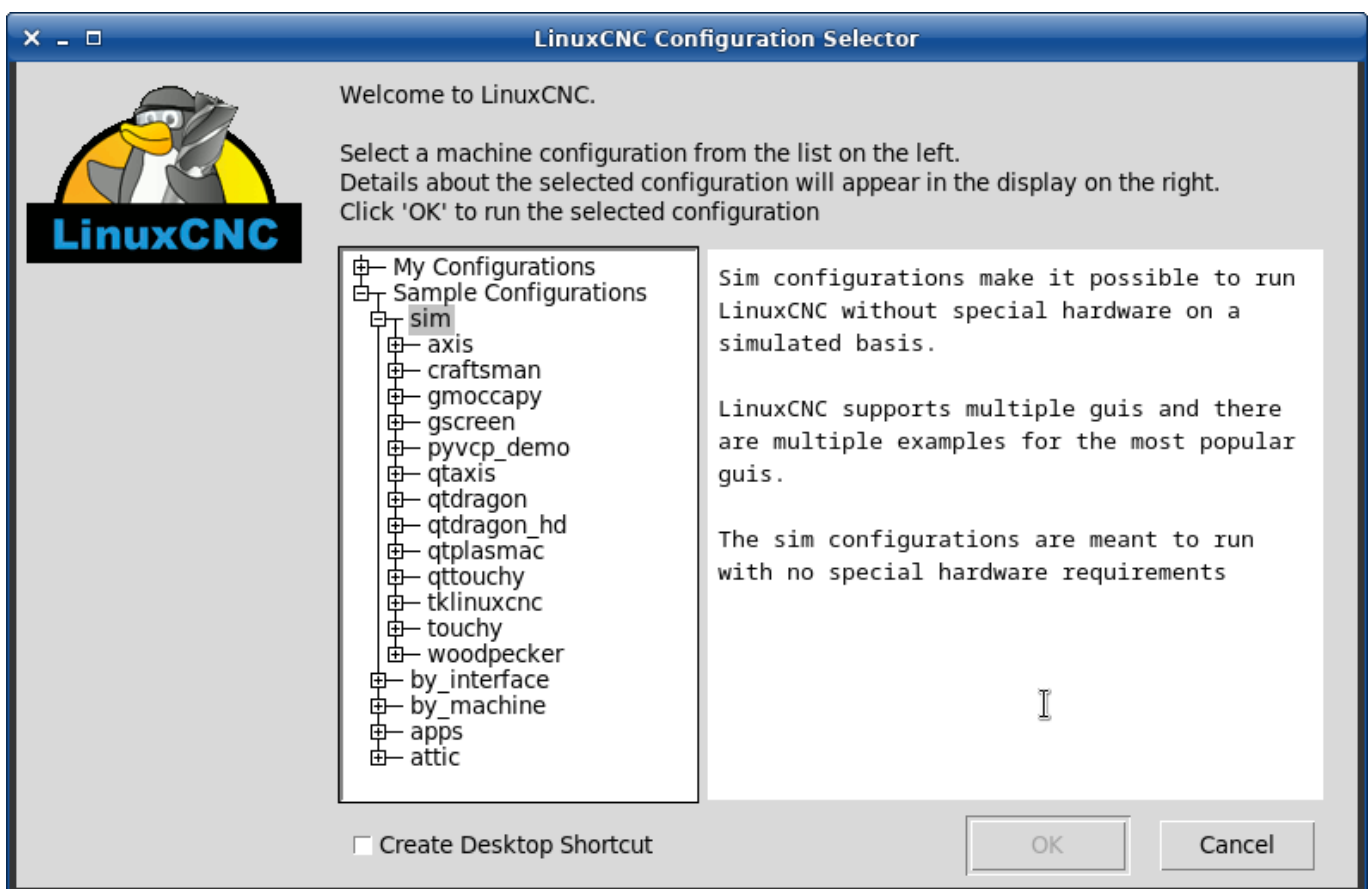 LinuxCNC Configuration Selector
LinuxCNC
Welcome to LinuxCNC.
Select a machine configuration from the list on the left.
Details about the selected configuration will appear in the display on the right.
Click 'OK' to run the selected configuration
My Configurations
Sample Configurations
sim
axis
craftsman
gmoccapy
gscreen
pyvcp_demo
qtaxis
qtdragon
qtdragon_hd
qtplasmac
qttouchy
tklinuxcnc
touchy
woodpecker
by_interface
by_machine
apps
attic
Sim configurations make it possible to run
LinuxCNC without special hardware on a
simulated basis.
LinuxCNC supports multiple guis and there
are multiple examples for the most popular
guis.
The sim configurations are meant to run
with no special hardware requirements
Create Desktop Shortcut
OK
Cancel